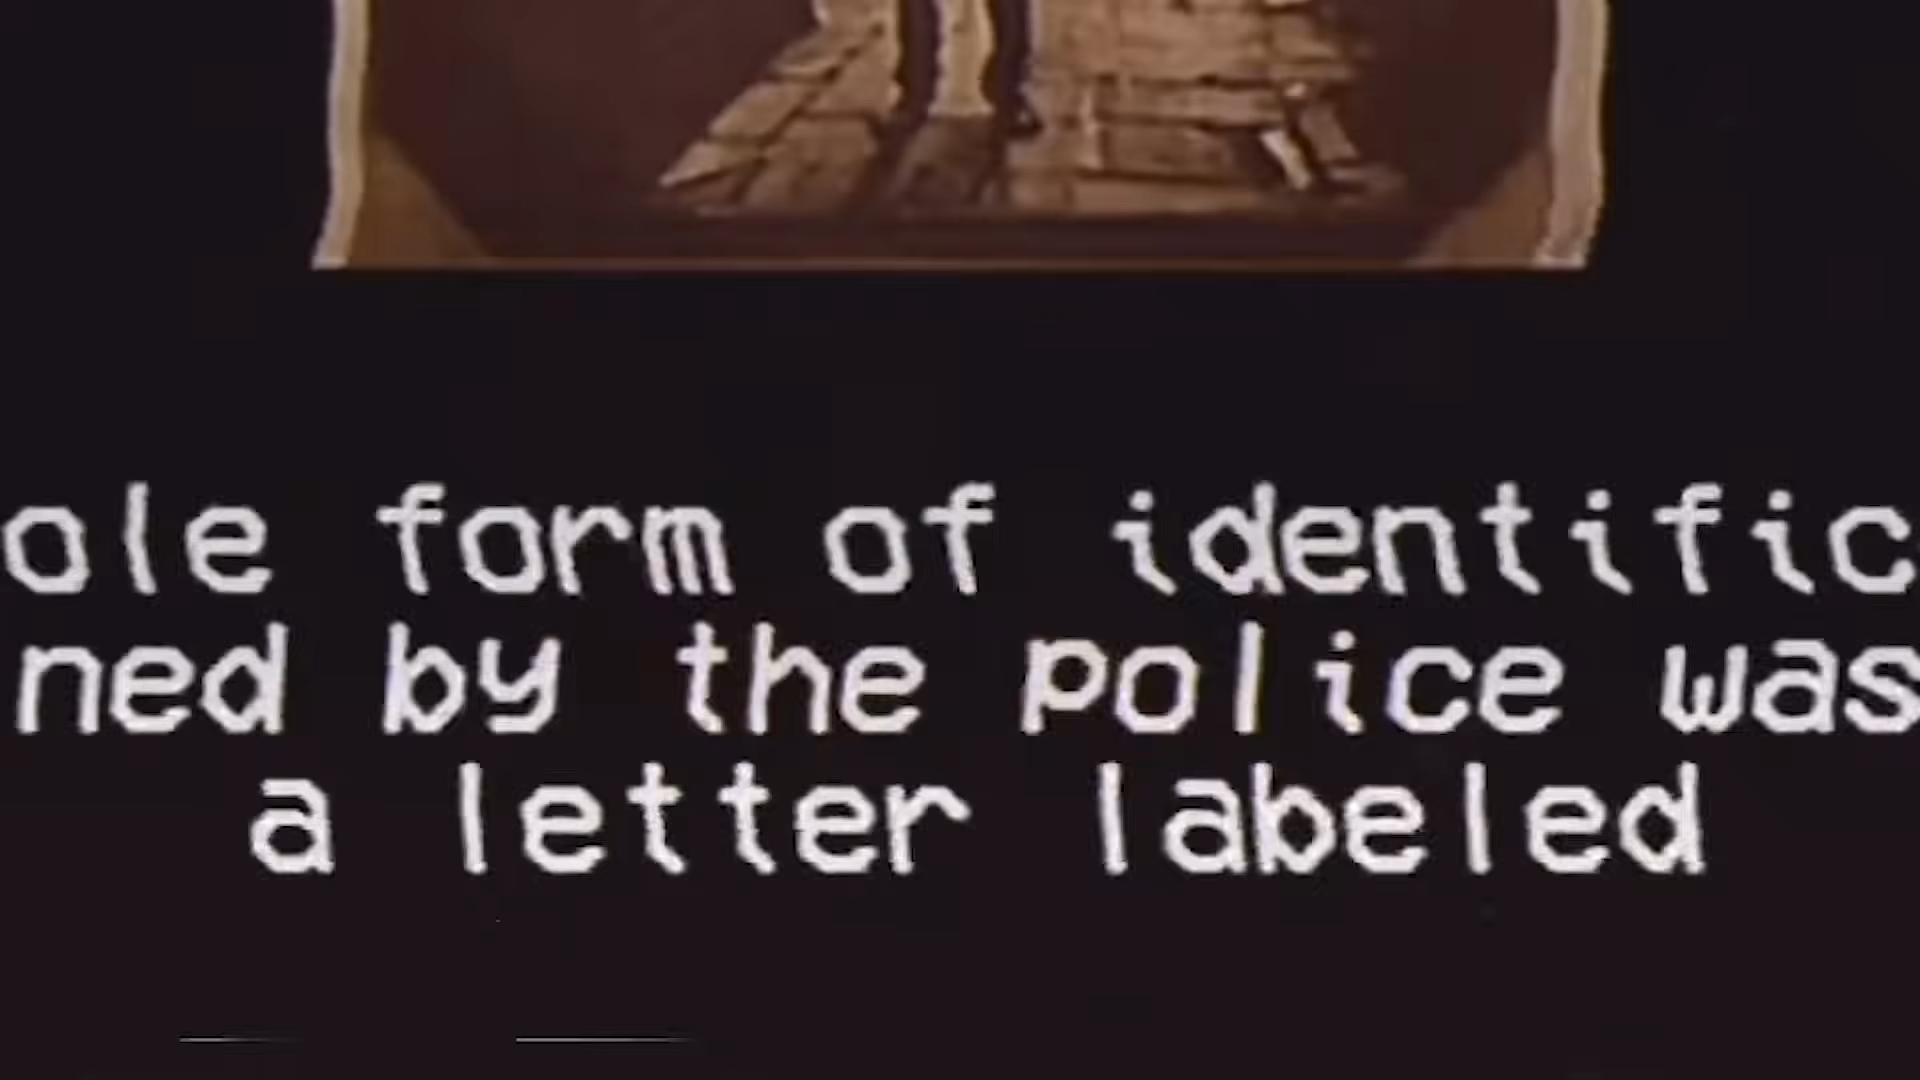 ole form of identific
ned by the police was
a letter labeled